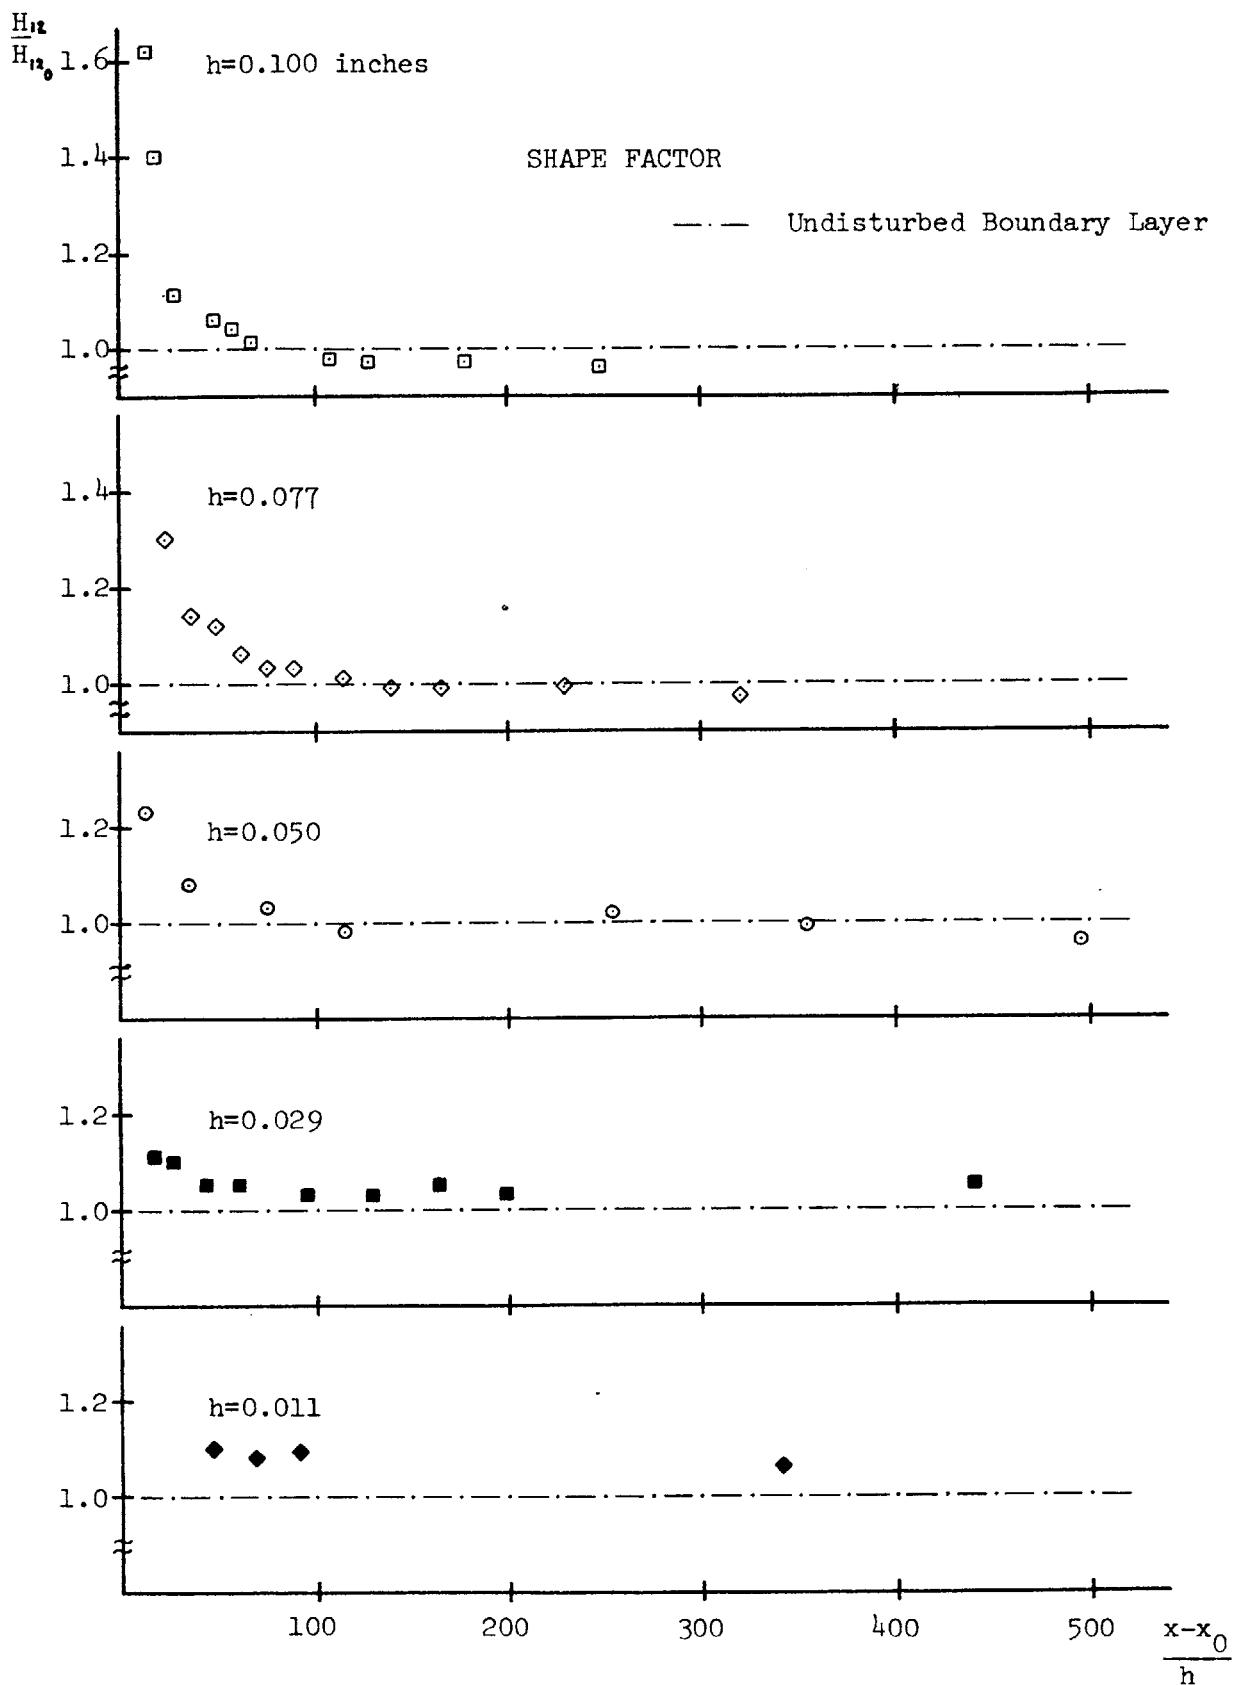 H₁₂
H₁₂₀
1.6
h=0.100 inches
1.4
SHAPE FACTOR
Undisturbed Boundary Layer
1.2
1.0
1.4
h=0.077
1.2
1.0
1.2
h=0.050
1.0
1.2
h=0.029
1.0
1.2
h=0.011
1.0
100 200 300 400 500
x-x₀
h